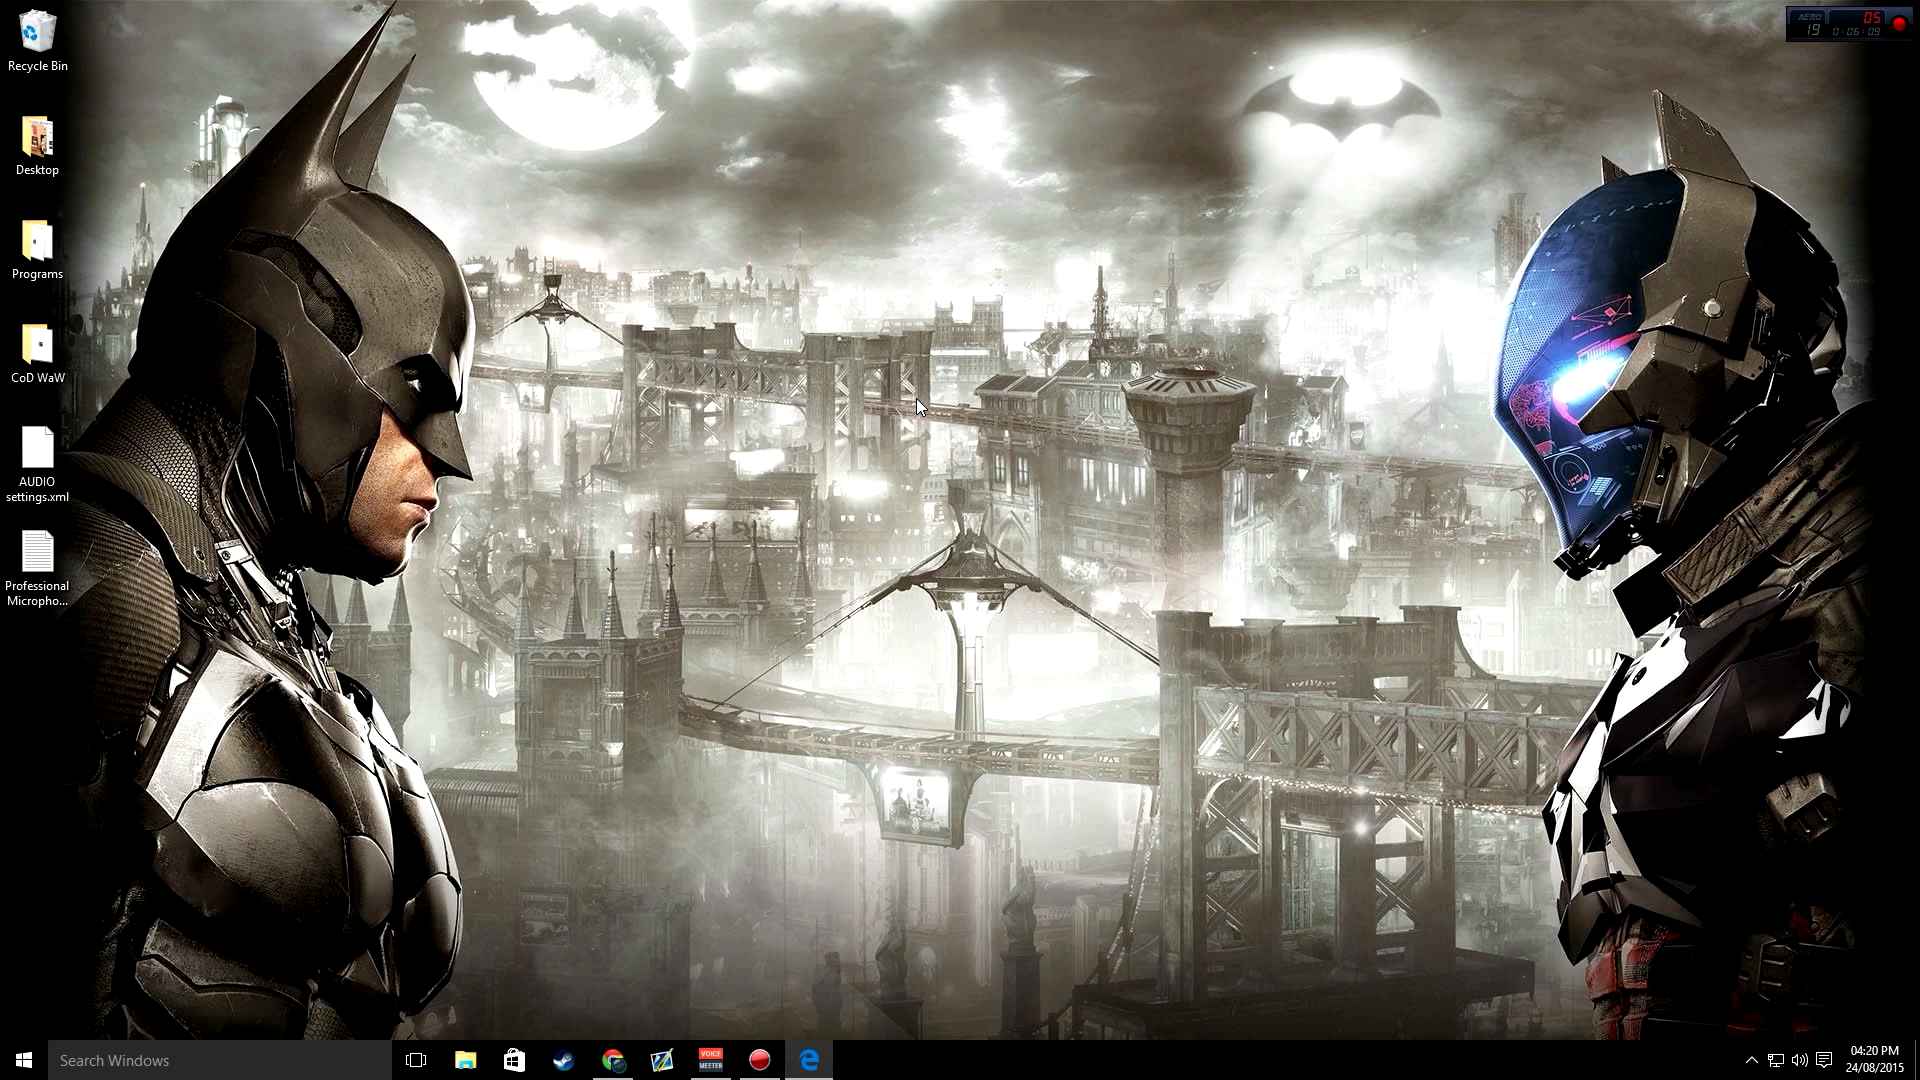 Recycle Bin
Desktop
Programs
CoD WaW
AUDIO
settings.xml
Professional
Micropho...
AERO
19
05
0:06:09
Search Windows
VOICE
MEETER
04:20 PM
24/08/2015